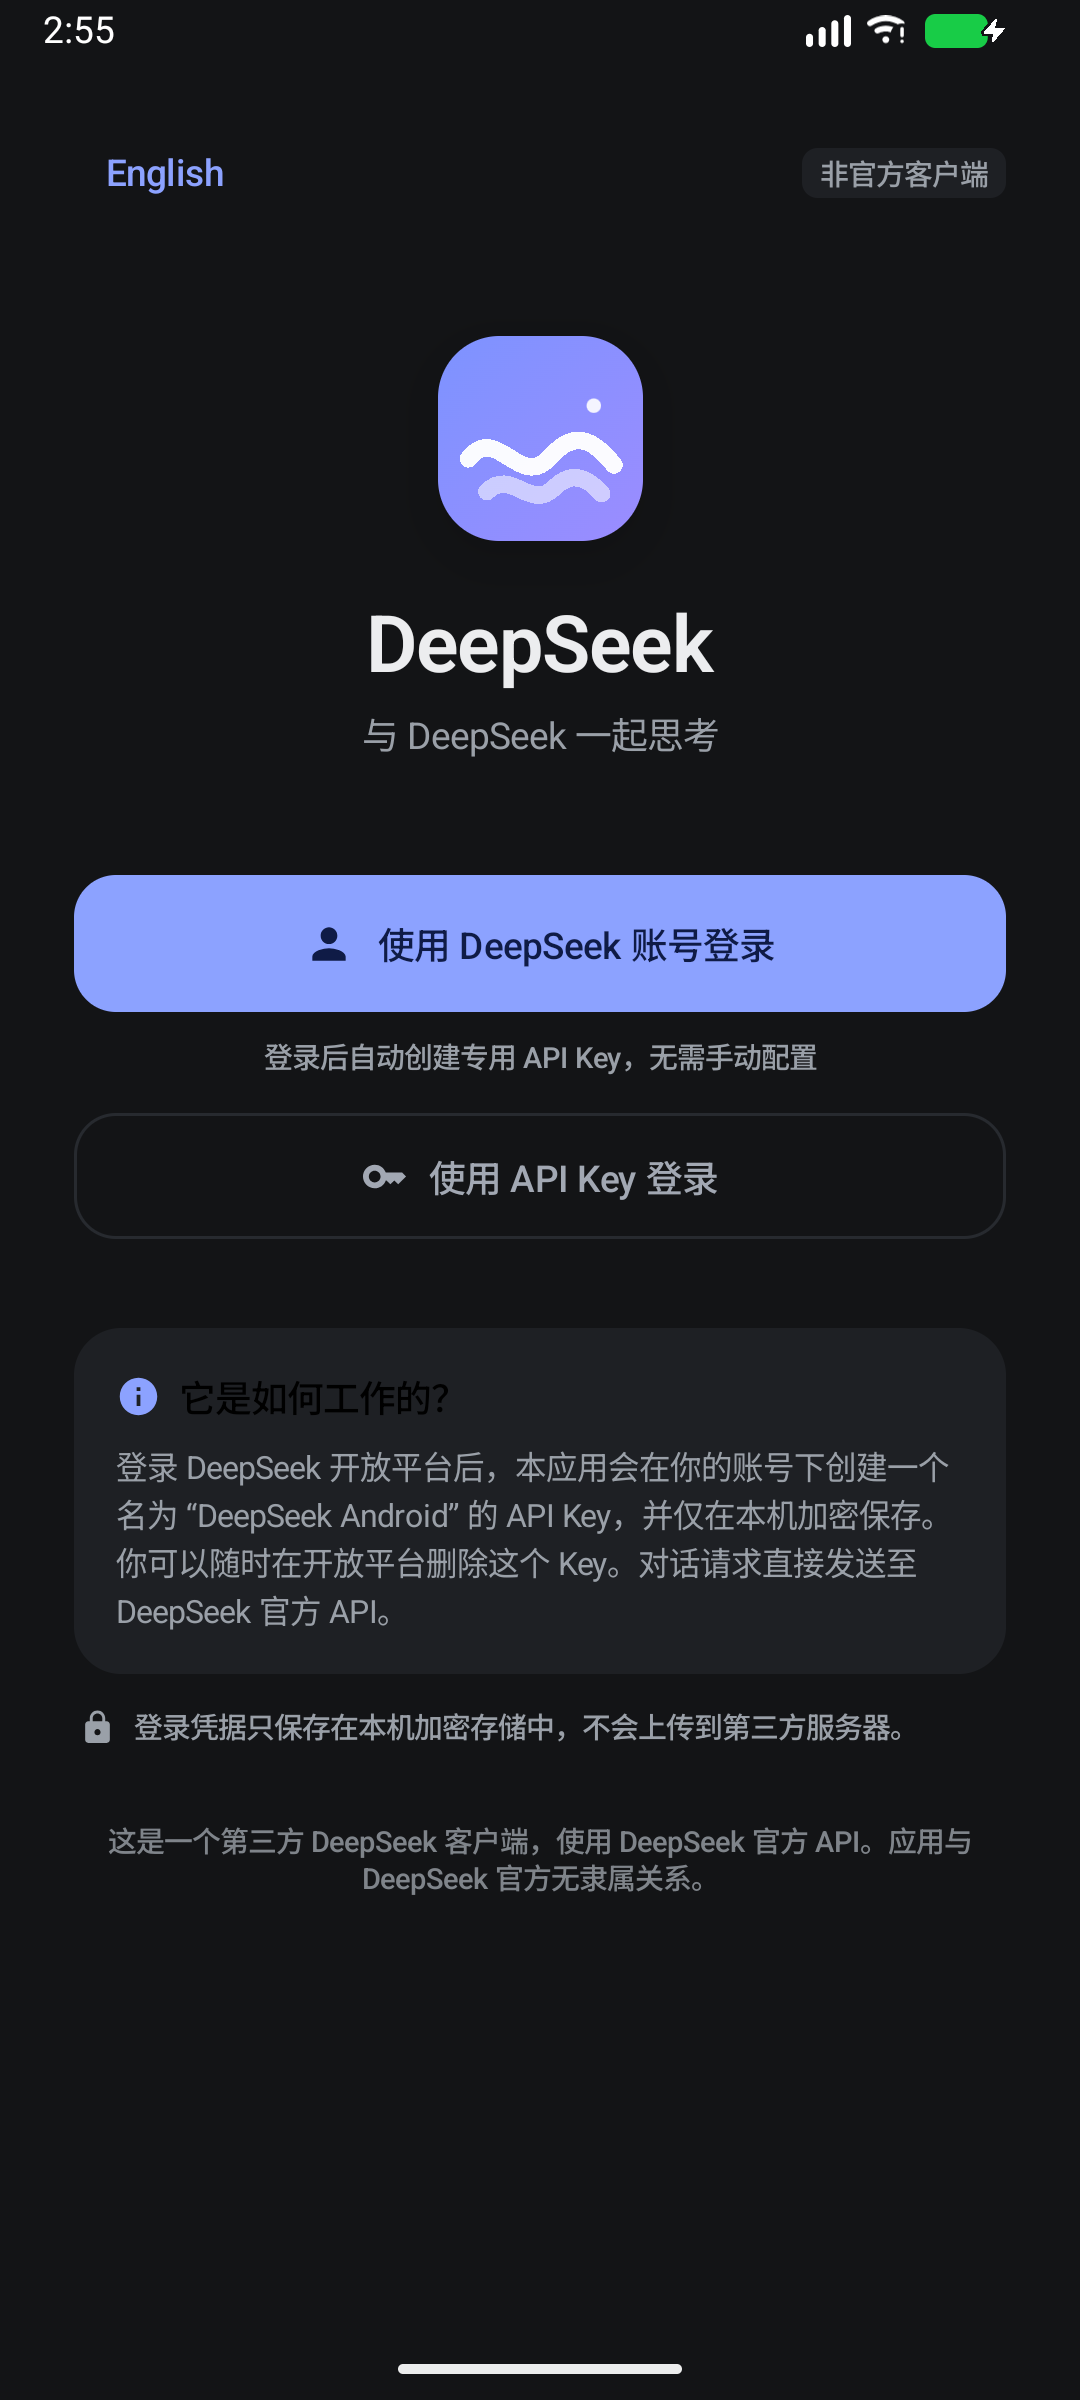 2:55
English
非官方客户端
DeepSeek
与 DeepSeek 一起思考
使用 DeepSeek 账号登录
登录后自动创建专用 API Key，无需手动配置
使用 API Key 登录
它是如何工作的？
登录 DeepSeek 开放平台后，本应用会在你的账号下创建一个
名为 “DeepSeek Android” 的 API Key，并仅在本机加密保存。
你可以随时在开放平台删除这个 Key。对话请求直接发送至
DeepSeek 官方 API。
登录凭据只保存在本机加密存储中，不会上传到第三方服务器。
这是一个第三方 DeepSeek 客户端，使用 DeepSeek 官方 API。应用与
DeepSeek 官方无隶属关系。